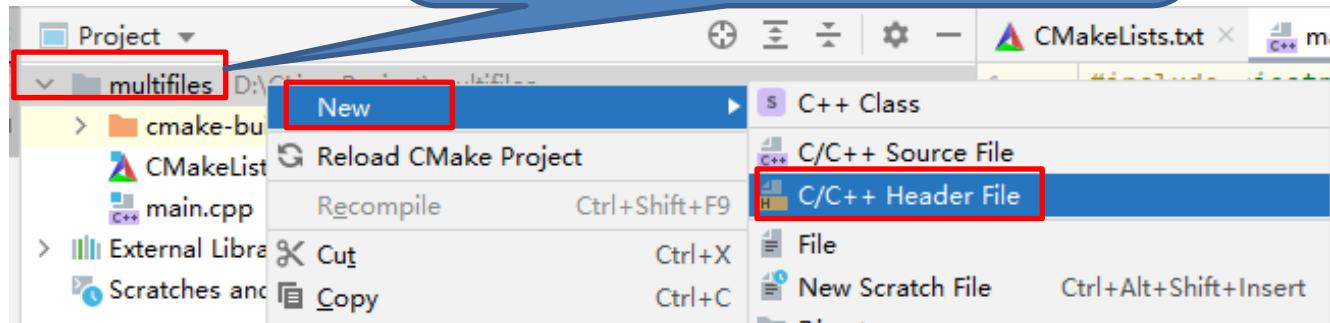 Project
CMakeLists.txt
multifiles
New
C++ Class
cmake-bu
Reload CMake Project
C/C++ Source File
CMakeList
C/C++ Header File
main.cpp
Recompile Ctrl+Shift+F9
File
External Libra
Cut Ctrl+X
New Scratch File Ctrl+Alt+Shift+Insert
Scratches and
Copy Ctrl+C